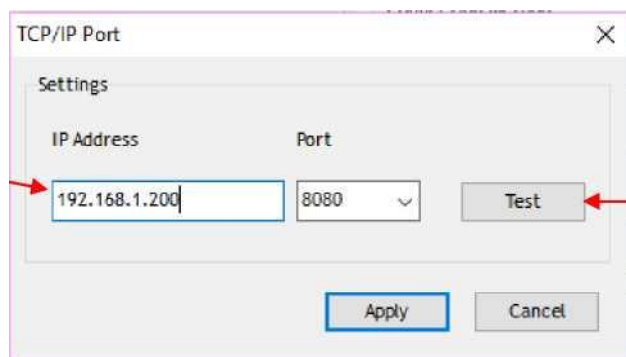 TCP/IP Port
Settings
IP Address Port
192.168.1.200 8080 Test
Apply Cancel